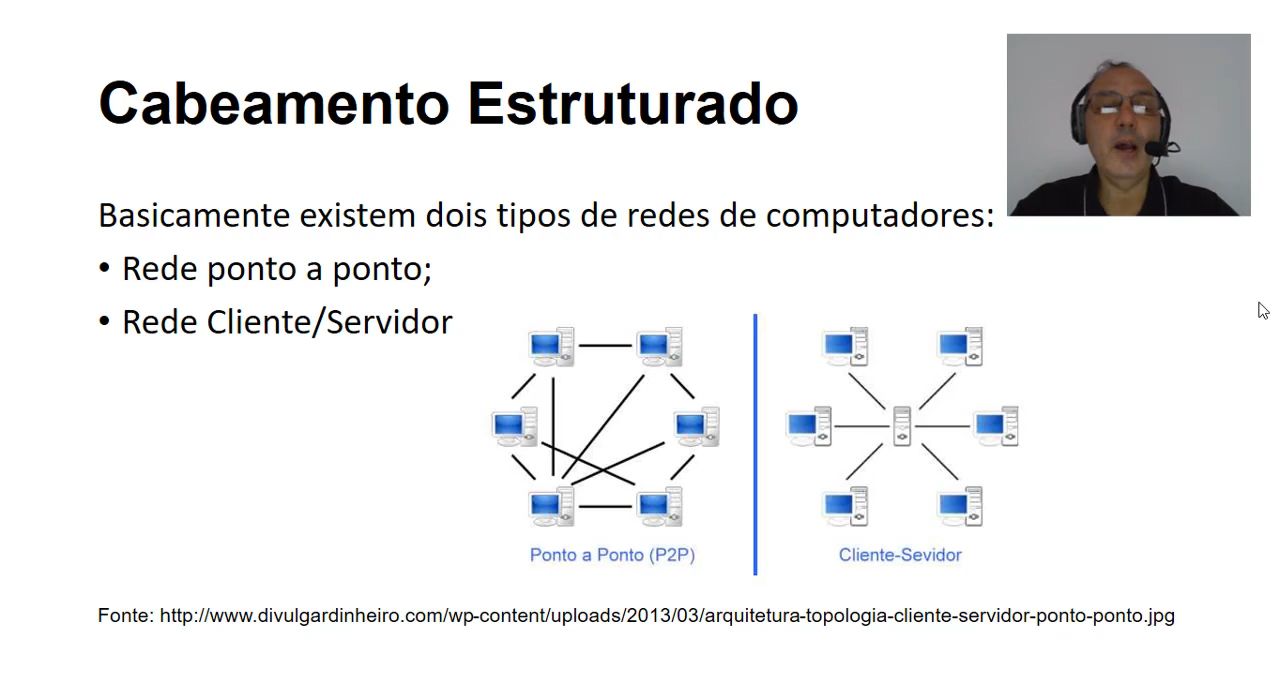 Cabeamento Estruturado
Basicamente existem dois tipos de redes de computadores:
• Rede ponto a ponto;
• Rede Cliente/Servidor
Ponto a Ponto (P2P)
Cliente-Sevidor
Fonte: http://www.divulgardinheiro.com/wp-content/uploads/2013/03/arquitetura-topologia-cliente-servidor-ponto-ponto.jpg